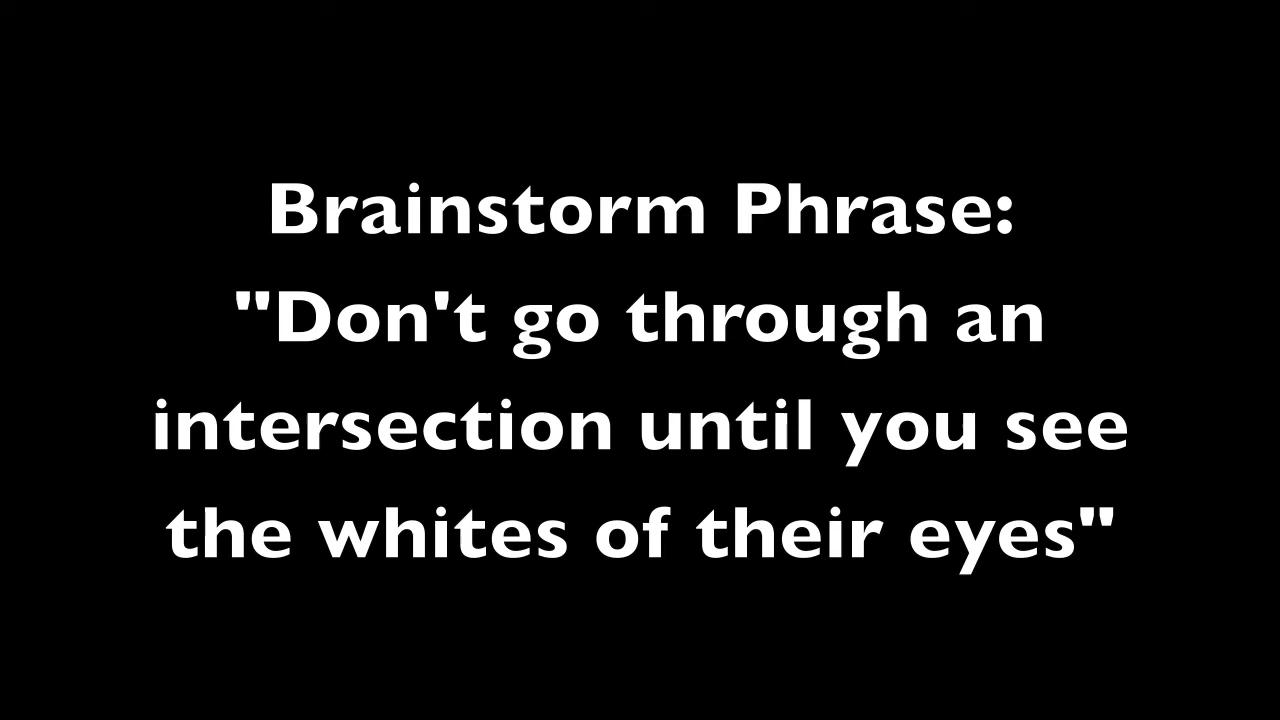 Brainstorm Phrase:
"Don't go through an
intersection until you see
the whites of their eyes"